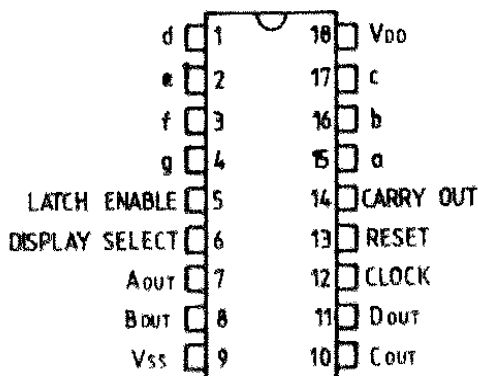 d 1 18 VDD
e 2 17 c
f 3 16 b
g 4 15 a
LATCH ENABLE 5 14 CARRY OUT
DISPLAY SELECT 6 13 RESET
AOUT 7 12 CLOCK
BOUT 8 11 DOUT
VSS 9 10 COUT